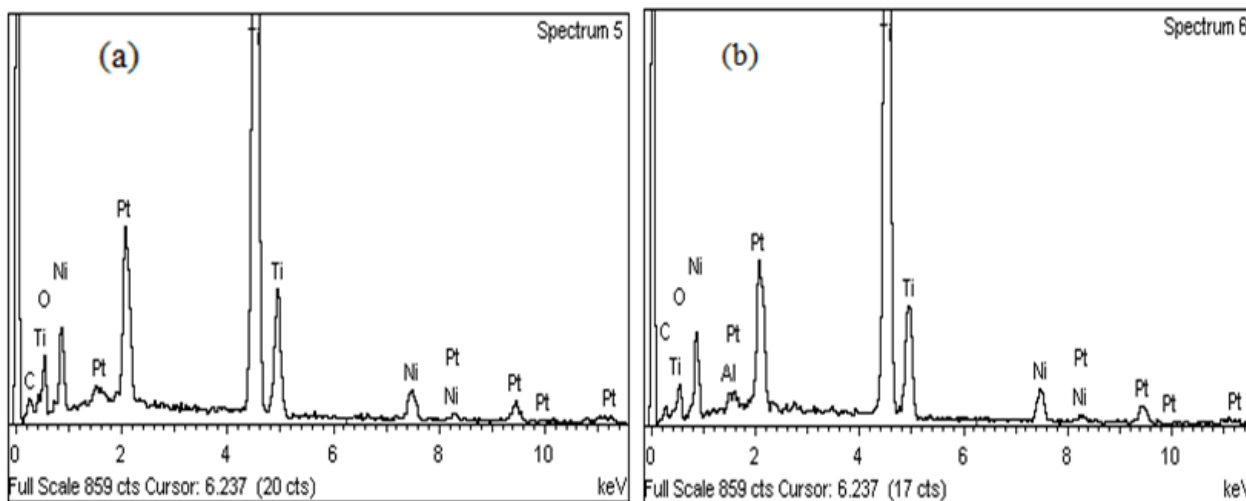 (a)
Spectrum 5
Ti
Pt
Ni
O
Ti
Ti
C
Pt
Ni
Pt
Ni
Pt
Pt
Pt
0 2 4 6 8 10
Full Scale 859 cts Cursor: 6.237 (20 cts)
keV
(b)
Spectrum 6
Ti
Pt
Ni
O
C
Ti
Ti
Pt
Al
Ni
Pt
Ni
Pt
Pt
Pt
0 2 4 6 8 10
Full Scale 859 cts Cursor: 6.237 (17 cts)
keV